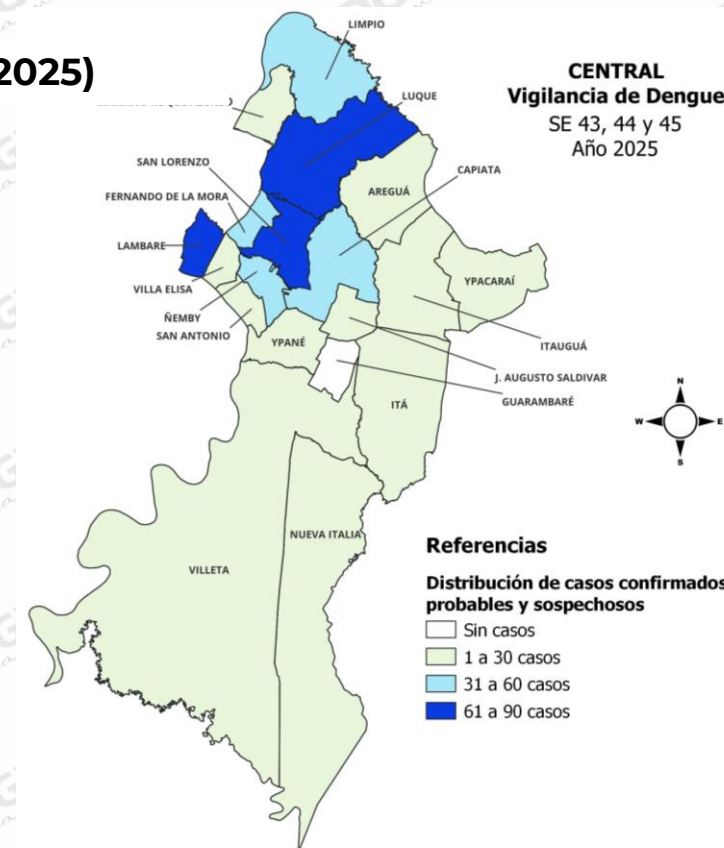 2025)
CENTRAL
Vigilancia de Dengue
SE 43, 44 y 45
Año 2025
LIMPIO
LUQUE
SAN LORENZO
CAPIATA
FERNANDO DE LA MORA
AREGUÁ
LAMBARE
YPACARAÍ
VILLA ELISA
ÑEMBY
SAN ANTONIO
YPANÉ
ITAUGUÁ
J. AUGUSTO SALDIVAR
GUARAMBARÉ
ITÁ
N
W
E
S
NUEVA ITALIA
VILLETA
Referencias
Distribución de casos confirmados
probables y sospechosos
Sin casos
1 a 30 casos
31 a 60 casos
61 a 90 casos